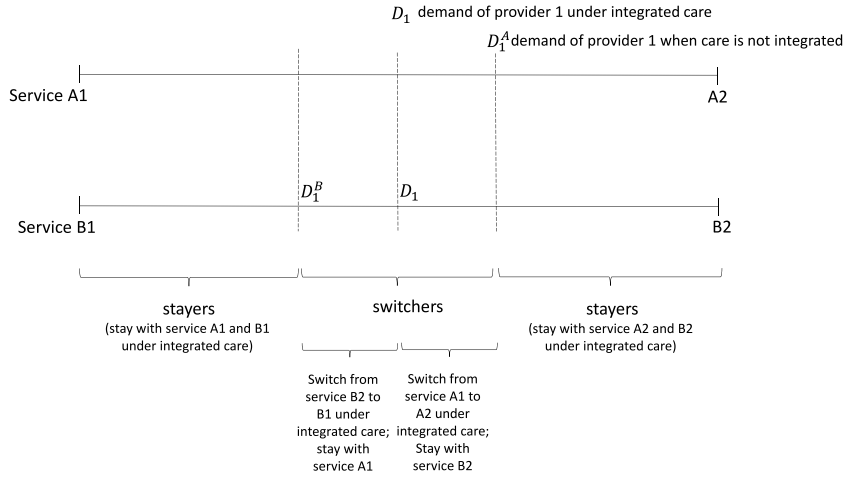 D₁ demand of provider 1 under integrated care
D₁ᴬ demand of provider 1 when care is not integrated
Service A1
A2
D₁ᴮ
D₁
Service B1
B2
stayers
(stay with service A1 and B1
under integrated care)
switchers
stayers
(stay with service A2 and B2
under integrated care)
Switch from
service B2 to
B1 under
integrated care;
stay with
service A1
Switch from
service A1 to
A2 under
integrated care;
Stay with
service B2